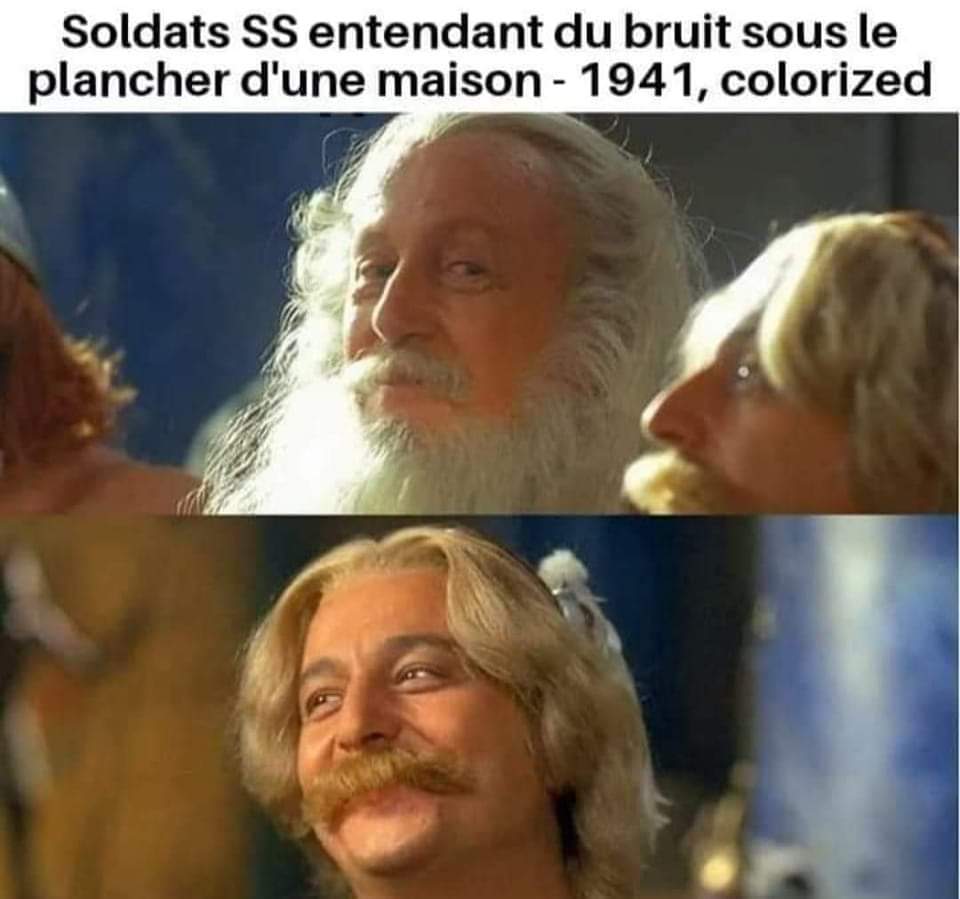 Soldats SS entendant du bruit sous le
plancher d'une maison - 1941, colorized